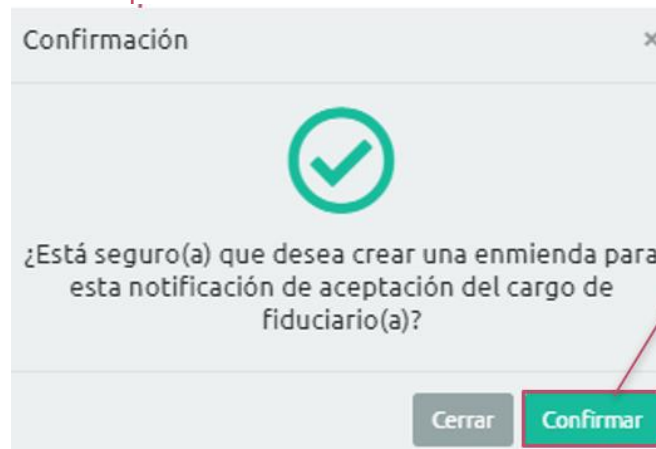 Confirmación ×
¿Está seguro(a) que desea crear una enmienda para
esta notificación de aceptación del cargo de
fiduciario(a)?
Cerrar Confirmar